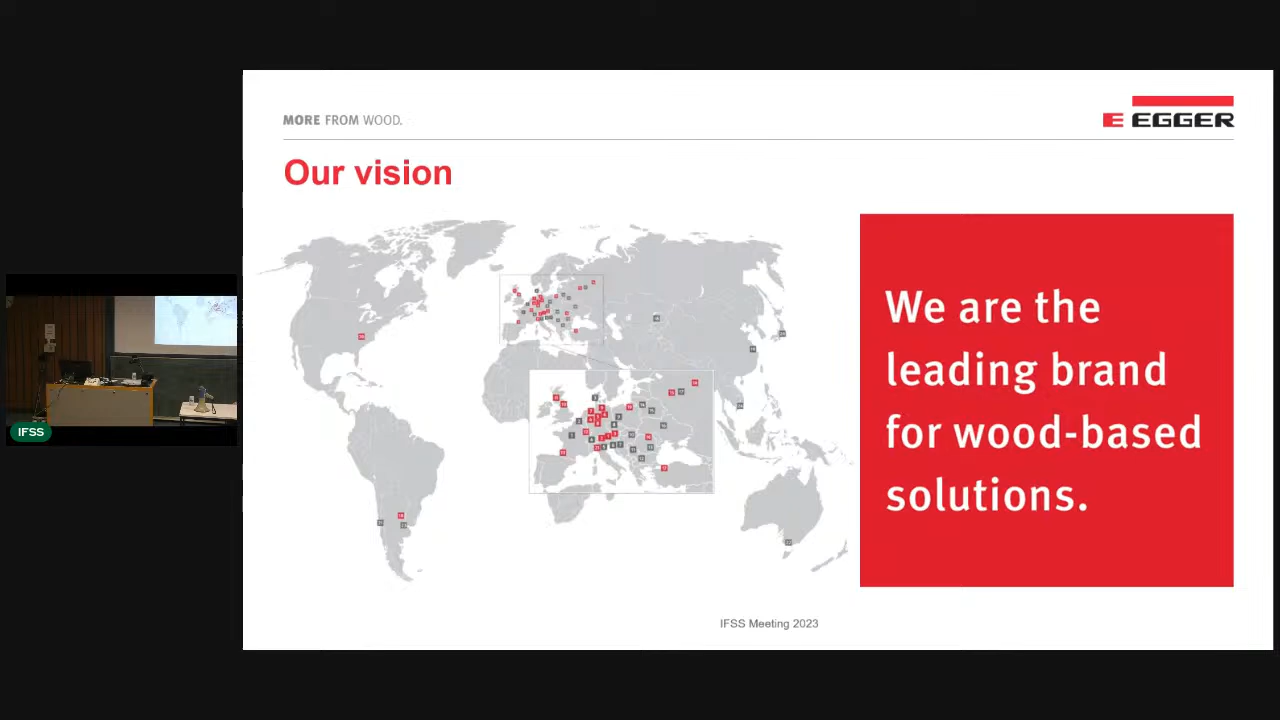 MORE FROM WOOD.
E EGGER
Our vision
We are the
leading brand
for wood-based
solutions.
IFSS Meeting 2023
IFSS